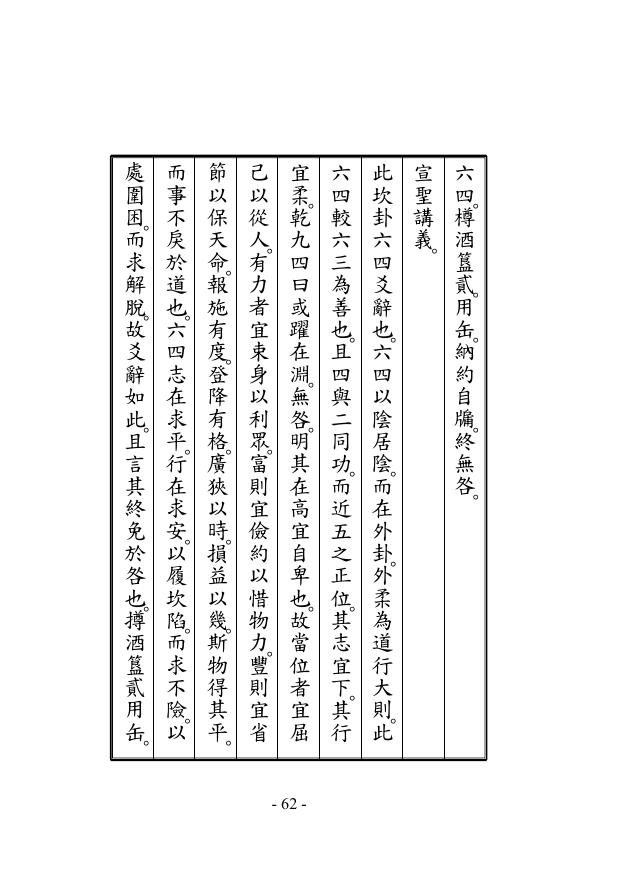 六四。樽酒簋貳。用缶。納約自牖。終無咎。
宣聖講義。
此坎卦六四爻辭也。六四以陰居陰。而在外卦。外柔為道行大則。此
六四較六三為善也。且四與二同功。而近五之正位。其志宜下。其行
宜柔。乾九四曰或躍在淵。無咎。明其在高宜自卑也。故當位者宜屈
己以從人。有力者宜束身以利眾。富則宜儉約以惜物力。豐則宜省
節以保天命。報施有度。登降有格。廣狹以時。損益以幾。斯物得其平。
而事不戾於道也。六四志在求平。行在求安。以履坎陷。而求不險。以
處圍困。而求解脫。故爻辭如此。且言其終免於咎也。撙酒簋貳用缶。
- 62 -